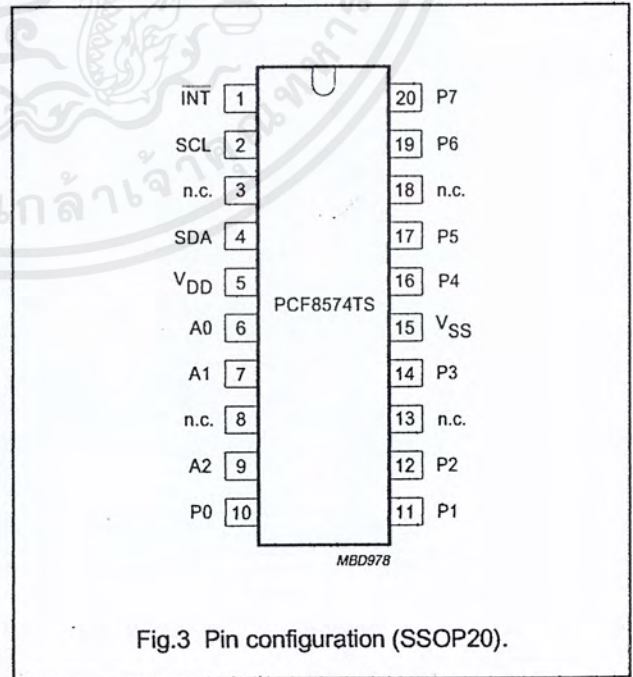 INT 1 20 P7
SCL 2 19 P6
n.c. 3 18 n.c.
SDA 4 17 P5
VDD 5 16 P4
PCF8574TS
A0 6 15 VSS
A1 7 14 P3
n.c. 8 13 n.c.
A2 9 12 P2
P0 10 11 P1
MBD978
Fig.3 Pin configuration (SSOP20).